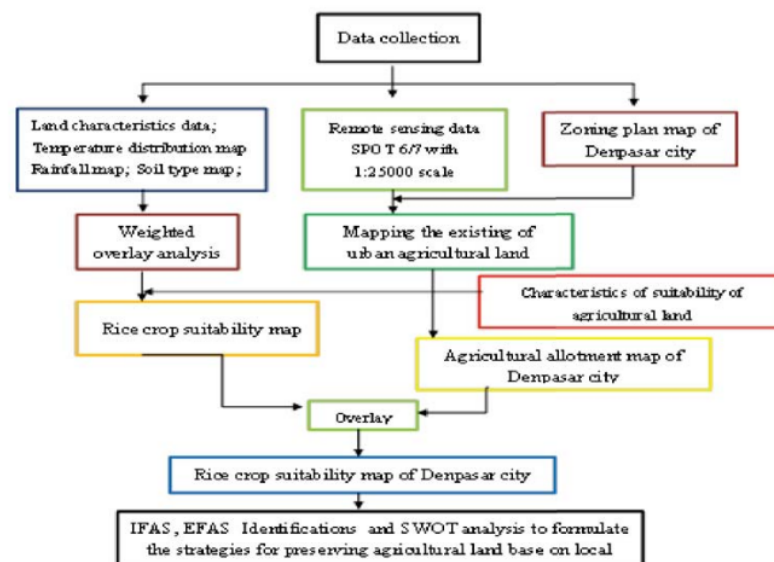 Data collection
Land characteristics data;
Temperature distribution map
Rainfall map; Soil type map;
Remote sensing data
SPOT 6/7 with
1:25000 scale
Zoning plan map of
Denpasar city
Weighted
overlay analysis
Mapping the existing of
urban agricultural land
Characteristics of suitability of
agricultural land
Rice crop suitability map
Agricultural allotment map of
Denpasar city
Overlay
Rice crop suitability map of Denpasar city
IFAS, EFAS Identifications and SWOT analysis to formulate
the strategies for preserving agricultural land base on local